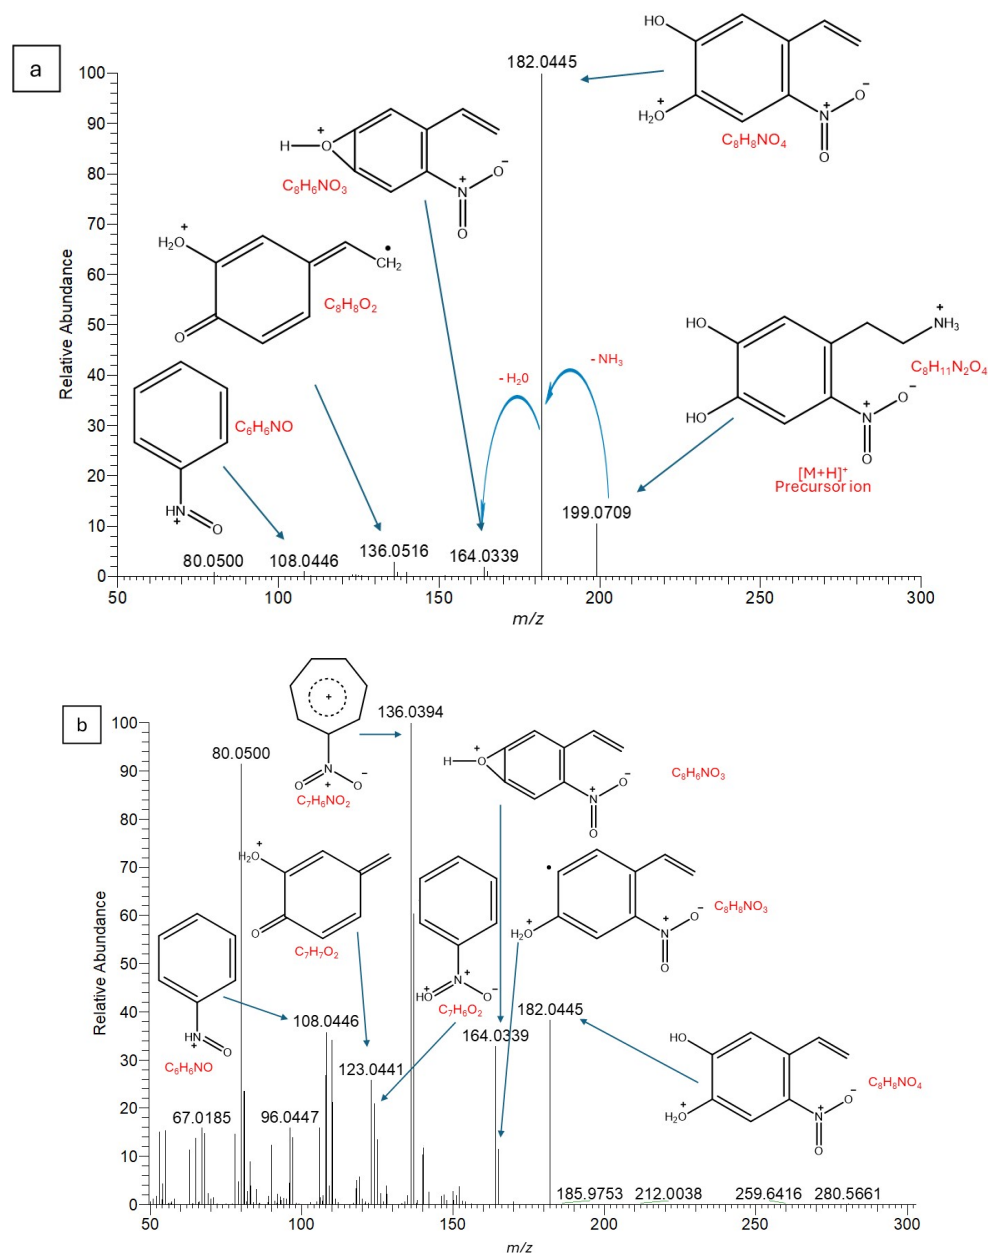 a
100
90
80
70
60
50
40
30
20
10
0
Relative Abundance
50
100
150
200
250
300
m/z
182.0445
HO
H2O
+
N
+
O
−
O
C8H8NO4
H
O
+
N
+
O
−
O
C8H6NO3
H2O
+
O
CH2
•
C8H8O2
C6H6NO
HN
+
O
- H20
- NH3
HO
HO
NH3
+
N
+
O
−
O
C8H11N2O4
[M+H]+
Precursor ion
80.0500
108.0446
136.0516
164.0339
199.0709
b
100
90
80
70
60
50
40
30
20
10
0
Relative Abundance
50
100
150
200
250
300
m/z
+
O
N
+
O
−
C7H6NO2
136.0394
80.0500
H
O
+
N
+
O
−
O
C8H6NO3
H2O
+
O
C7H7O2
HO
+
N
+
O
−
C7H6O2
•
H2O
+
N
+
O
−
O
C8H8NO3
HN
+
O
C6H6NO
108.0446
123.0441
164.0339
182.0445
67.0185
96.0447
HO
H2O
+
N
+
O
−
O
C8H8NO4
185.9753
212.0038
259.6416
280.5661